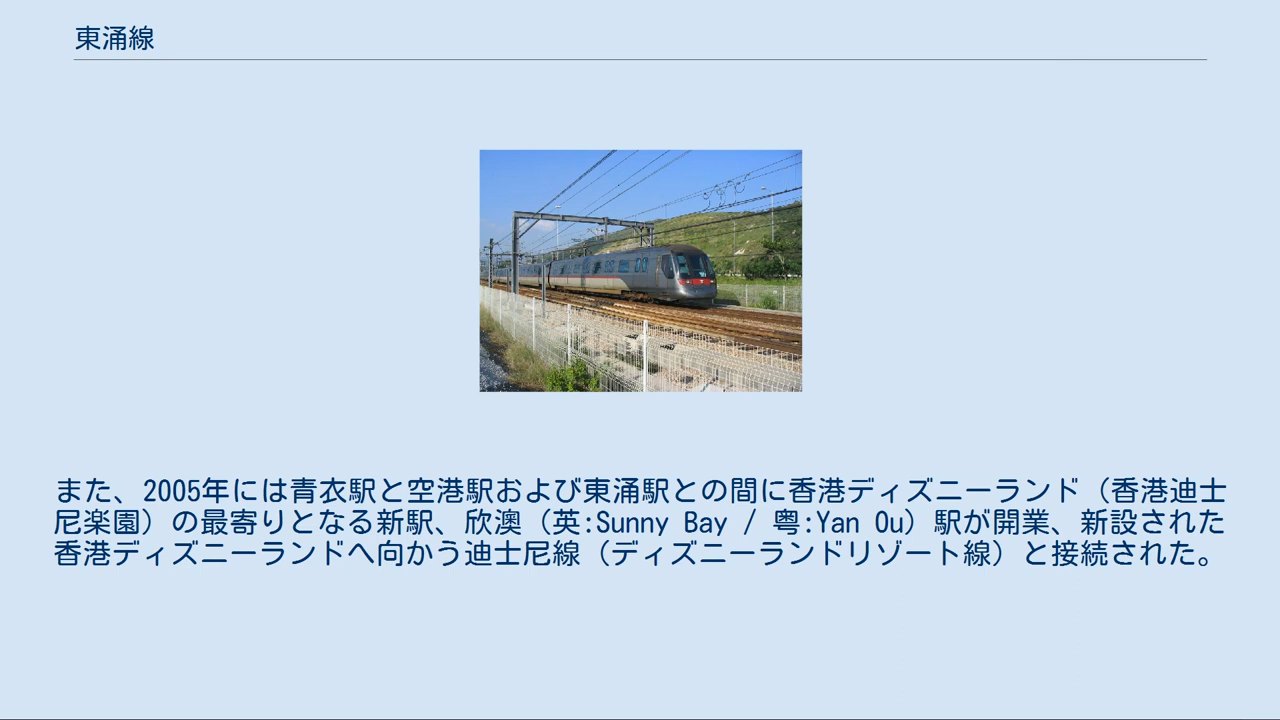 東涌線
また、2005年には青衣駅と空港駅および東涌駅との間に香港ディズニーランド（香港迪士
尼楽園）の最寄りとなる新駅、欣澳（英:Sunny Bay / 粤:Yan Ou）駅が開業、新設された
香港ディズニーランドへ向かう迪士尼線（ディズニーランドリゾート線）と接続された。